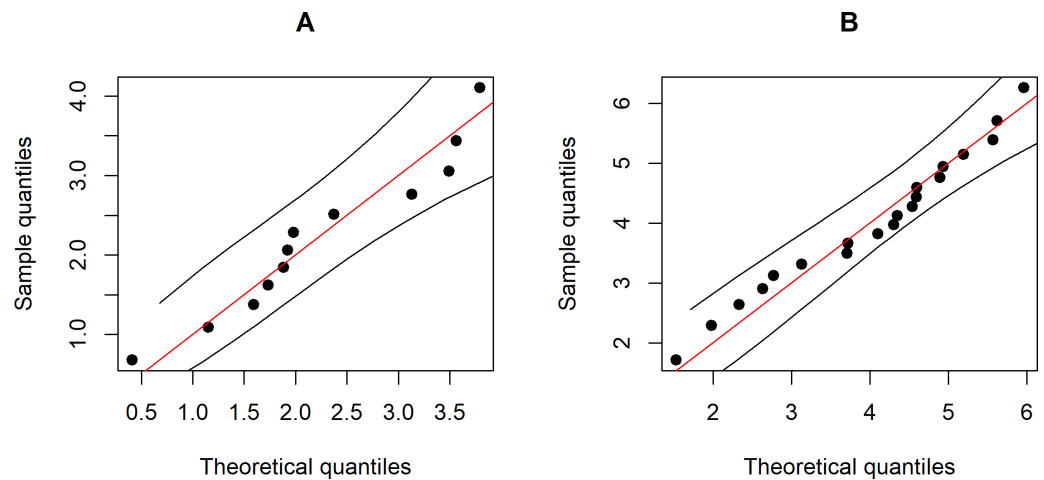 A
Sample quantiles
4.0
3.0
2.0
1.0
0.5 1.0 1.5 2.0 2.5 3.0 3.5
Theoretical quantiles
B
Sample quantiles
6
5
4
3
2
2 3 4 5 6
Theoretical quantiles